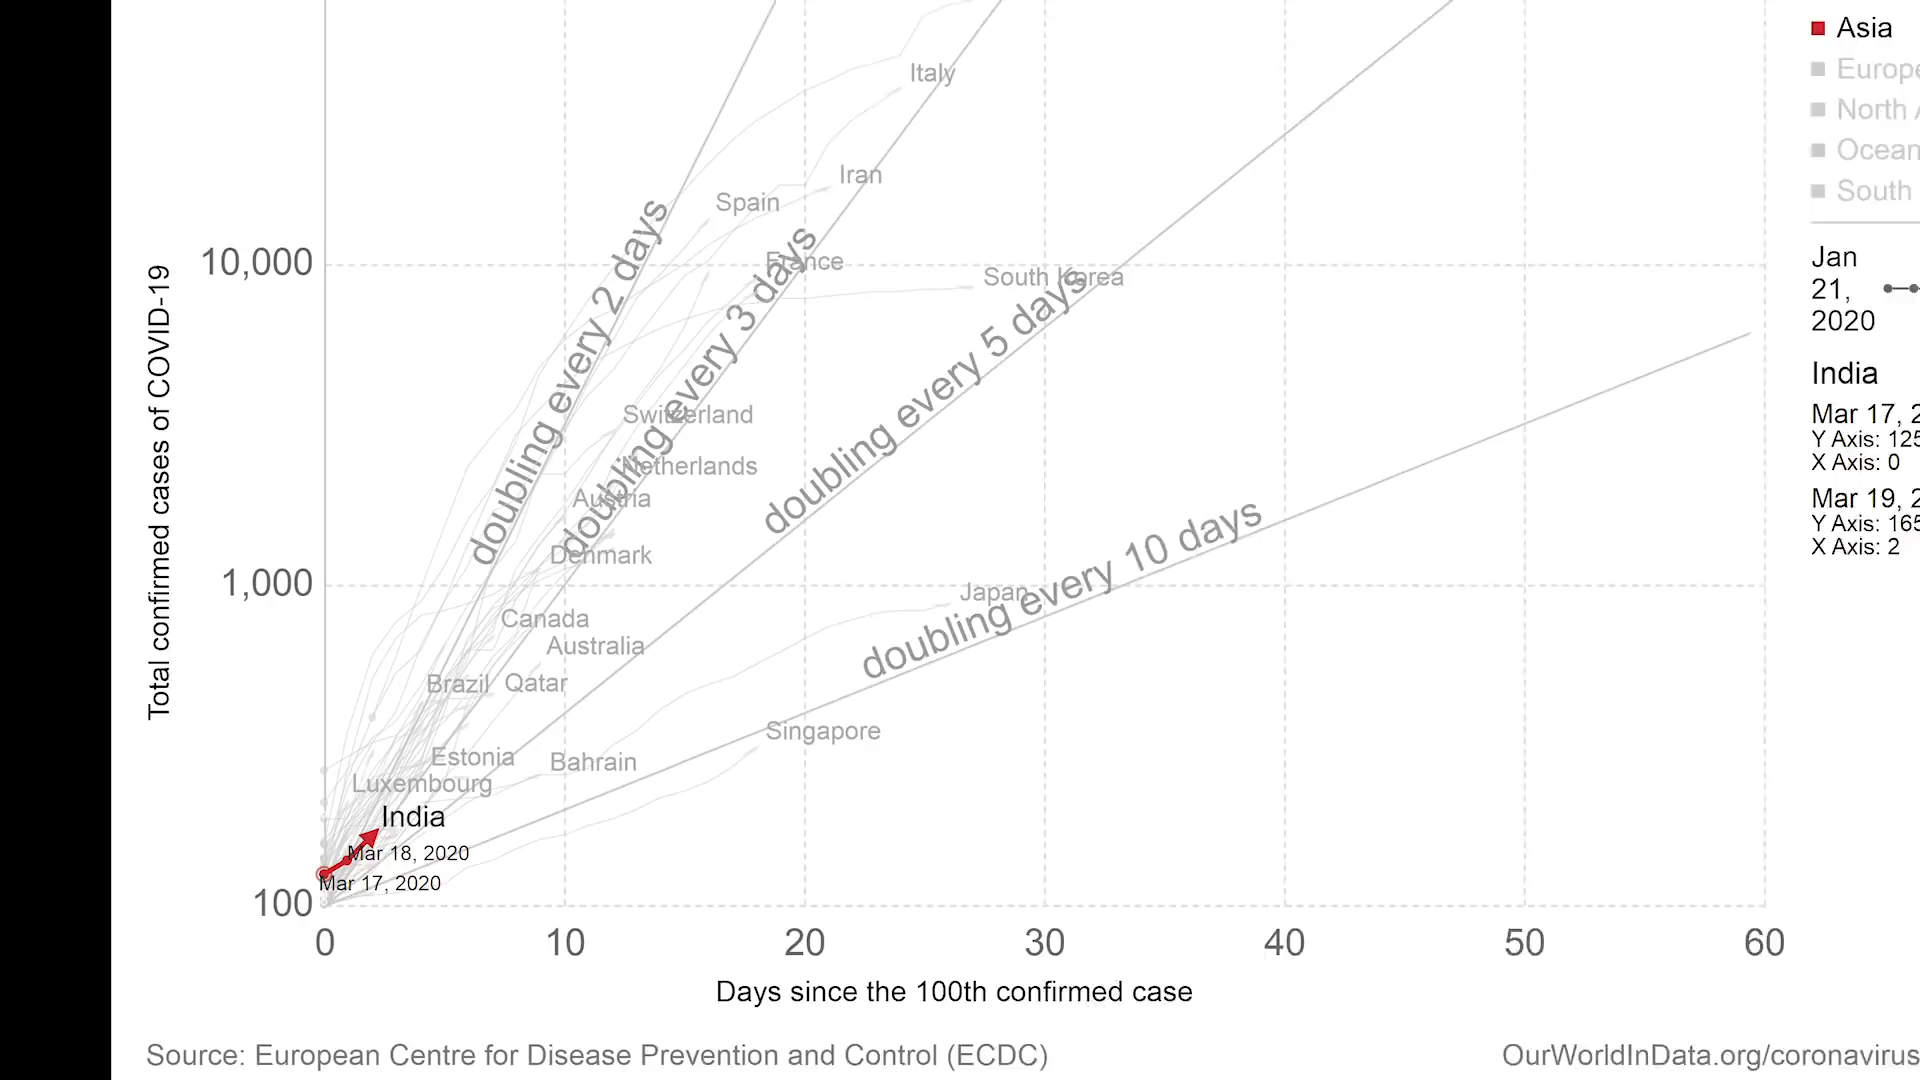 Asia
Europe
North A
Ocean
South
Jan
21,
2020
India
Mar 17, 2
Y Axis: 125
X Axis: 0
Mar 19, 2
Y Axis: 165
X Axis: 2
Total confirmed cases of COVID-19
10,000
1,000
100
Italy
Iran
Spain
France
South Korea
doubling every 2 days
doubling every 3 days
doubling every 5 days
doubling every 10 days
Switzerland
Netherlands
Austria
Denmark
Japan
Canada
Australia
Brazil
Qatar
Singapore
Estonia
Bahrain
Luxembourg
India
Mar 18, 2020
Mar 17, 2020
0 10 20 30 40 50 60
Days since the 100th confirmed case
Source: European Centre for Disease Prevention and Control (ECDC)
OurWorldInData.org/coronavirus